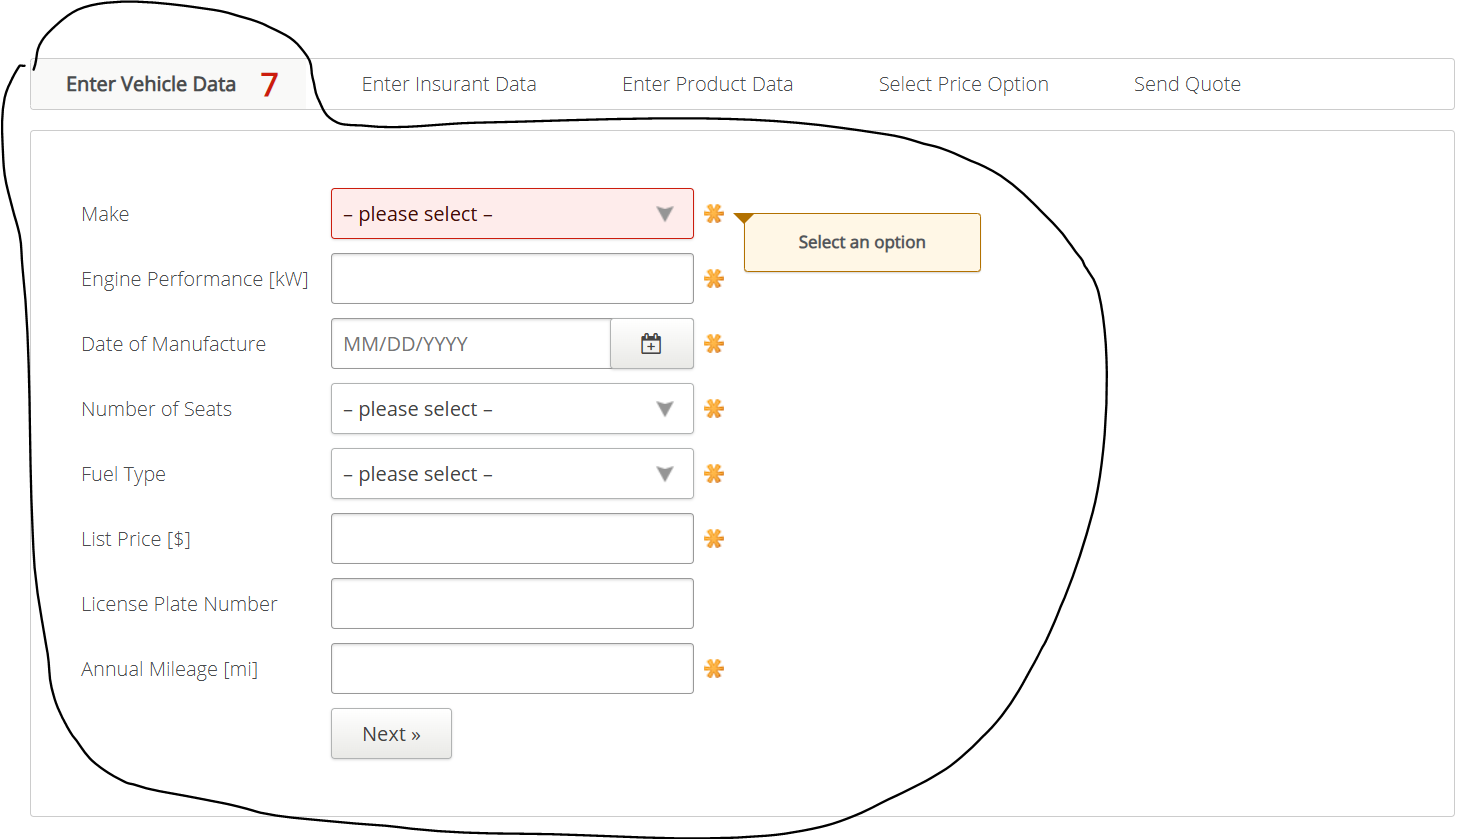 Enter Vehicle Data 7 Enter Insurant Data Enter Product Data Select Price Option Send Quote
Make – please select –
Select an option
Engine Performance [kW]
Date of Manufacture MM/DD/YYYY
Number of Seats – please select –
Fuel Type – please select –
List Price [$]
License Plate Number
Annual Mileage [mi]
Next »